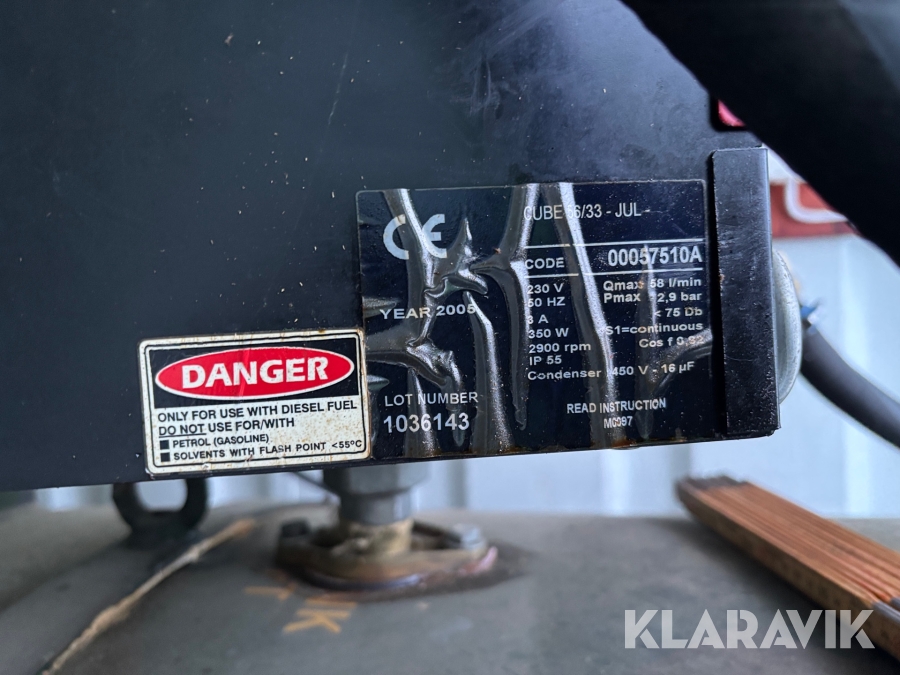 CE
CUBE 56/33 - JUL -
CODE 00057510A
YEAR 2005
230 V
50 HZ
3 A
350 W
2900 rpm
IP 55
Condenser 450 V - 16 µF
Qmax 58 l/min
Pmax 2,9 bar
< 75 Db
S1=continuous
Cos f 0,92
LOT NUMBER
1036143
READ INSTRUCTION
DANGER
ONLY FOR USE WITH DIESEL FUEL
DO NOT USE FOR/WITH
PETROL (GASOLINE)
SOLVENTS WITH FLASH POINT <55°C
KLARAVIK